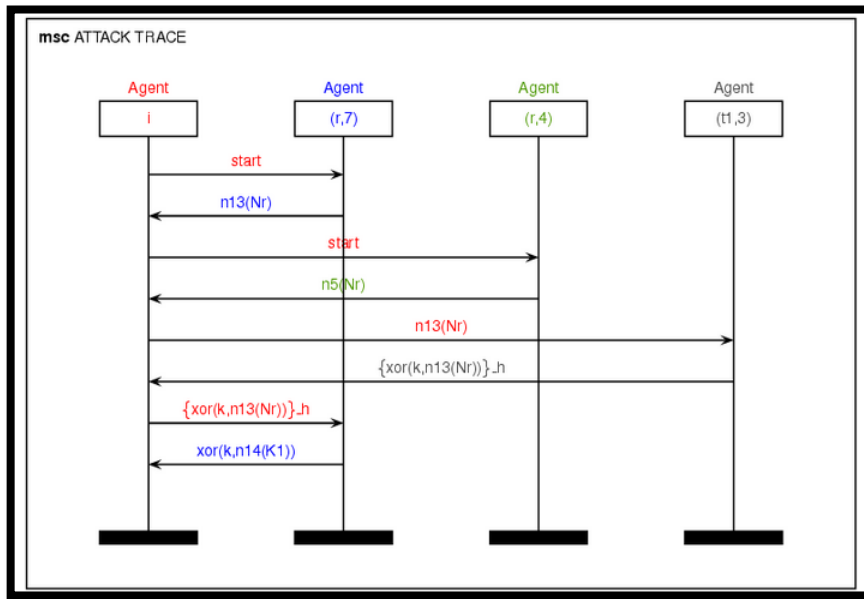 msc ATTACK TRACE
Agent Agent Agent Agent
i (r,7) (r,4) (t1,3)
start
n13(Nr)
start
n5(Nr)
n13(Nr)
{xor(k,n13(Nr))}_h
{xor(k,n13(Nr))}_h
xor(k,n14(K1))